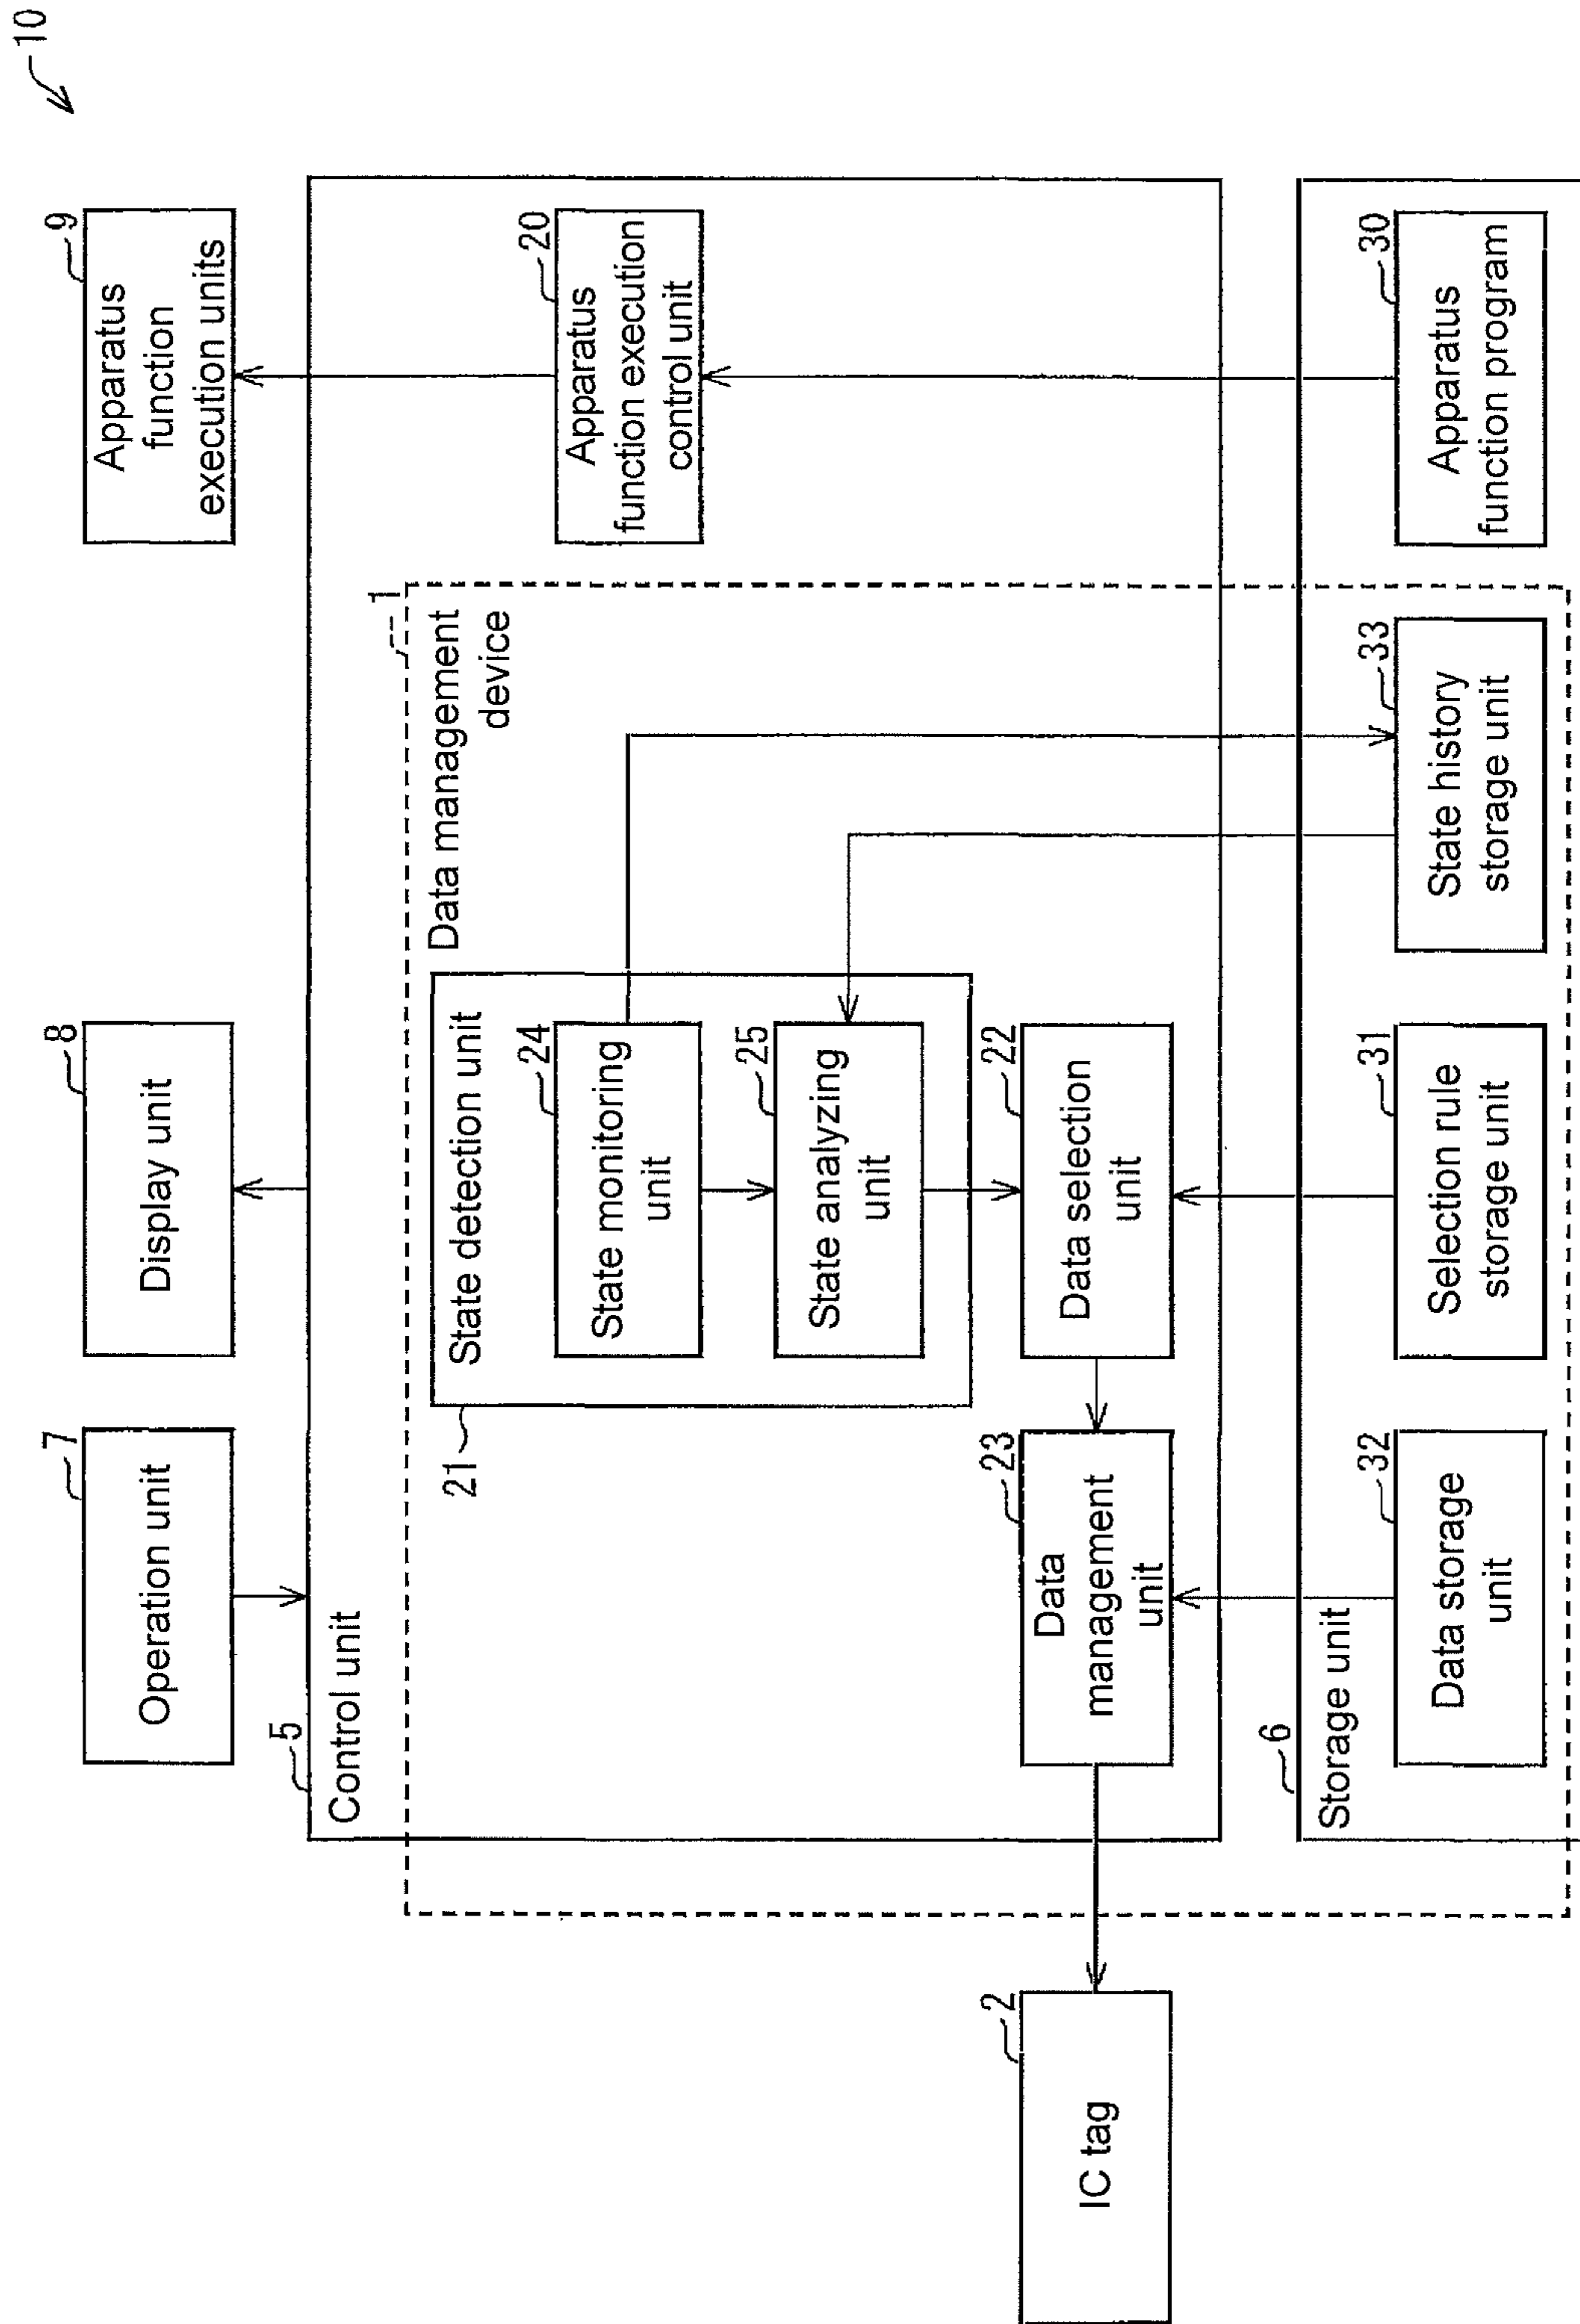 10
7
Operation unit
8
Display unit
9
Apparatus
function
execution units
5
Control unit
1
Data management
device
21
State detection unit
24
State monitoring
unit
20
Apparatus
function execution
control unit
25
State analyzing
unit
2
IC tag
23
Data
management
unit
22
Data selection
unit
6
Storage unit
32
Data storage
unit
31
Selection rule
storage unit
33
State history
storage unit
30
Apparatus
function program